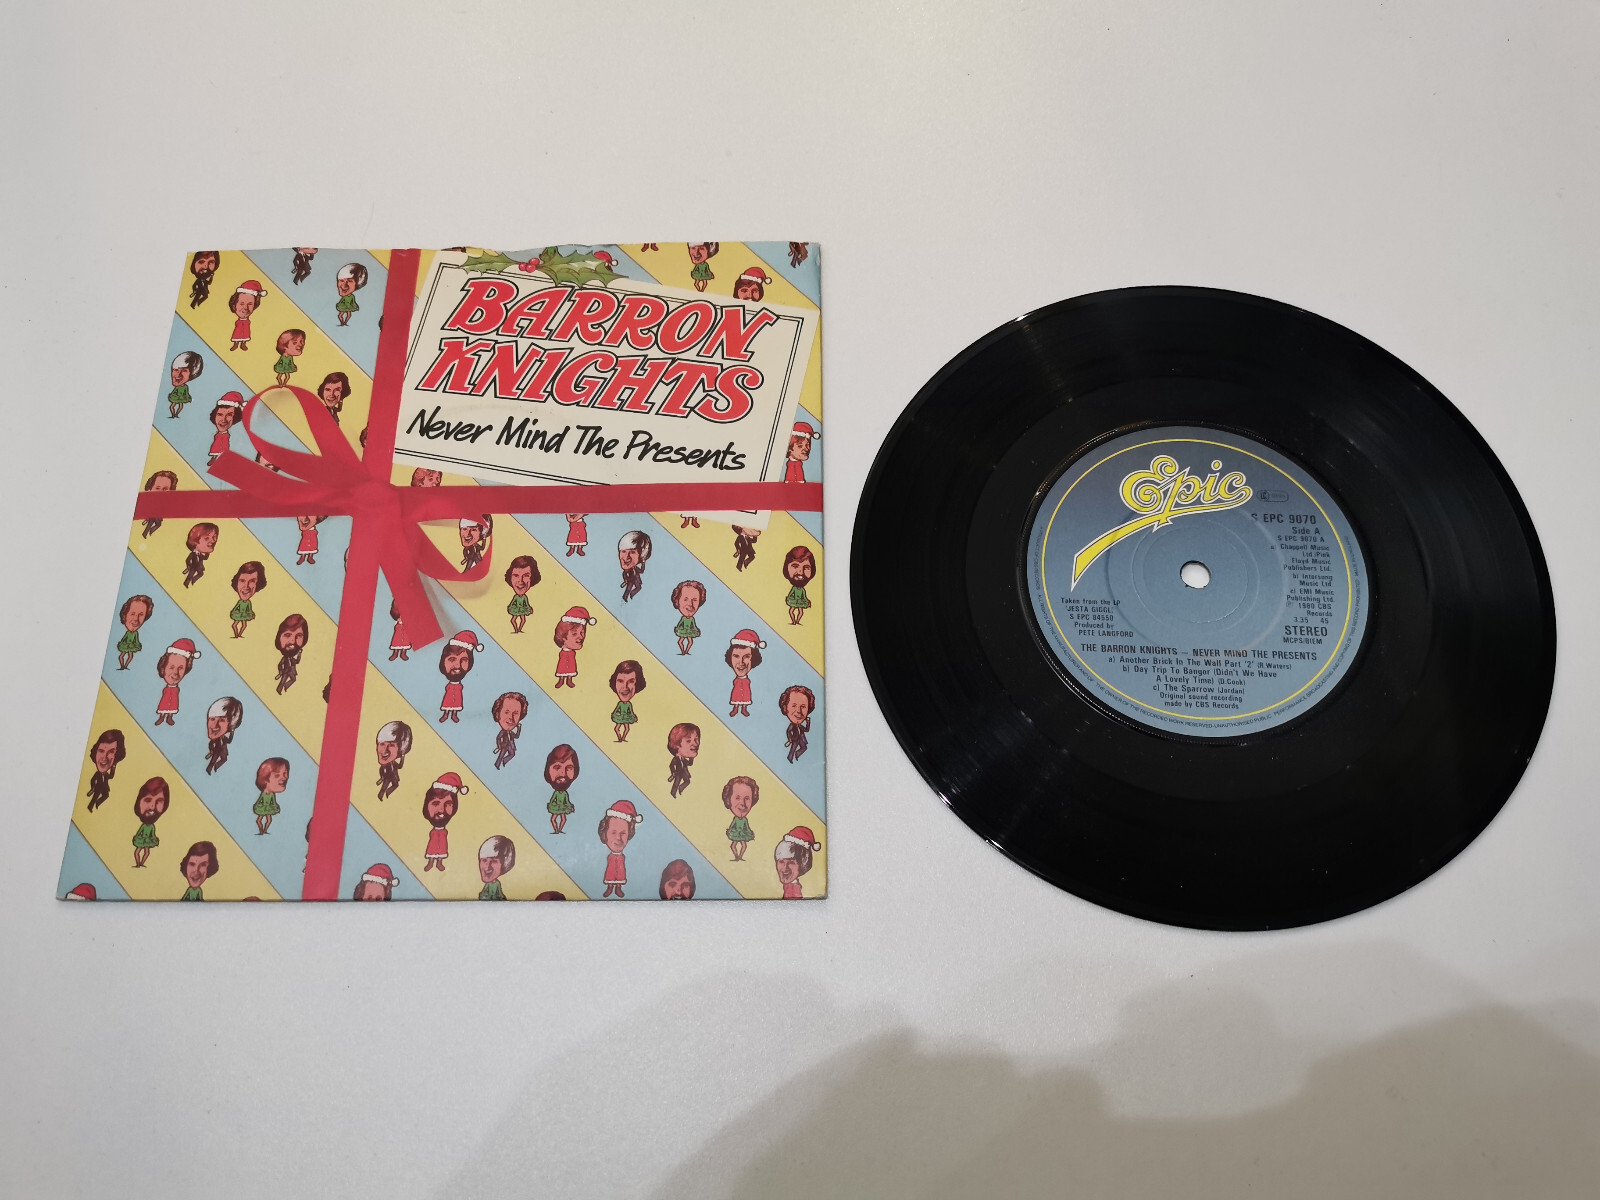 BARRON
KNIGHTS
Never Mind The Presents
Epic
S EPC 9070
Side A
S EPC 9070 A
a) Chappell Music
Ltd/Pink
Floyd Music
Publishers Ltd.
b) Intersong
Music Ltd
c) EMI Music
Publishing Ltd.
℗ 1980 CBS
Records
3.35 45
STEREO
MCPS/BIEM
Taken from the LP
'JESTA GIGGL'
S EPC 84550
Produced by
PETE LANGFORD
THE BARRON KNIGHTS – NEVER MIND THE PRESENTS
a) Another Brick In The Wall Part '2' (R.Waters)
b) Day Trip To Bangor (Didn't We Have
A Lovely Time) (D.Cook)
c) The Sparrow (Jordan)
Original sound recording
made by CBS Records